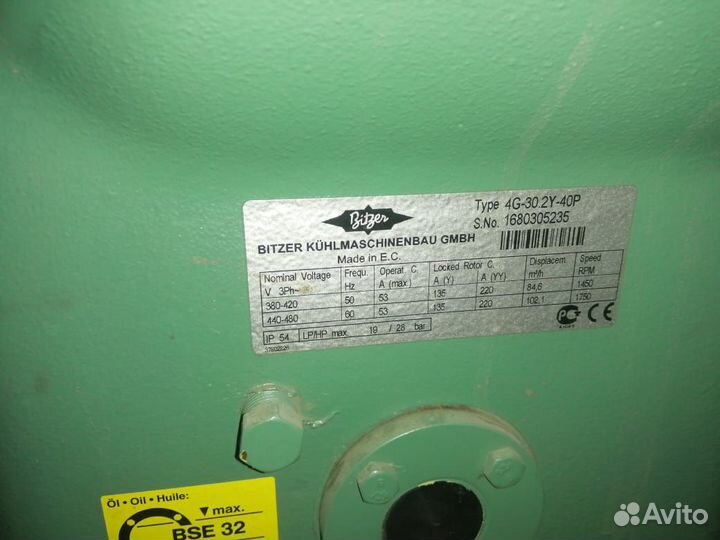 Bitzer
Type 4G-30.2Y-40P
S.No. 1680305235
BITZER KÜHLMASCHINENBAU GMBH
Made in E.C.
Nominal Voltage Frequ. Operat. C. Locked Rotor C. Displacem. Speed
V 3Ph~ Hz A (max.) A (Y) A (YY) m³/h RPM
380-420 50 53 135 220 84,6 1450
440-480 60 53 135 220 102,1 1750
IP 54 LP/HP max. 19 / 28 bar
CE
Öl • Oil • Huile:
▼max.
BSE 32
Avito